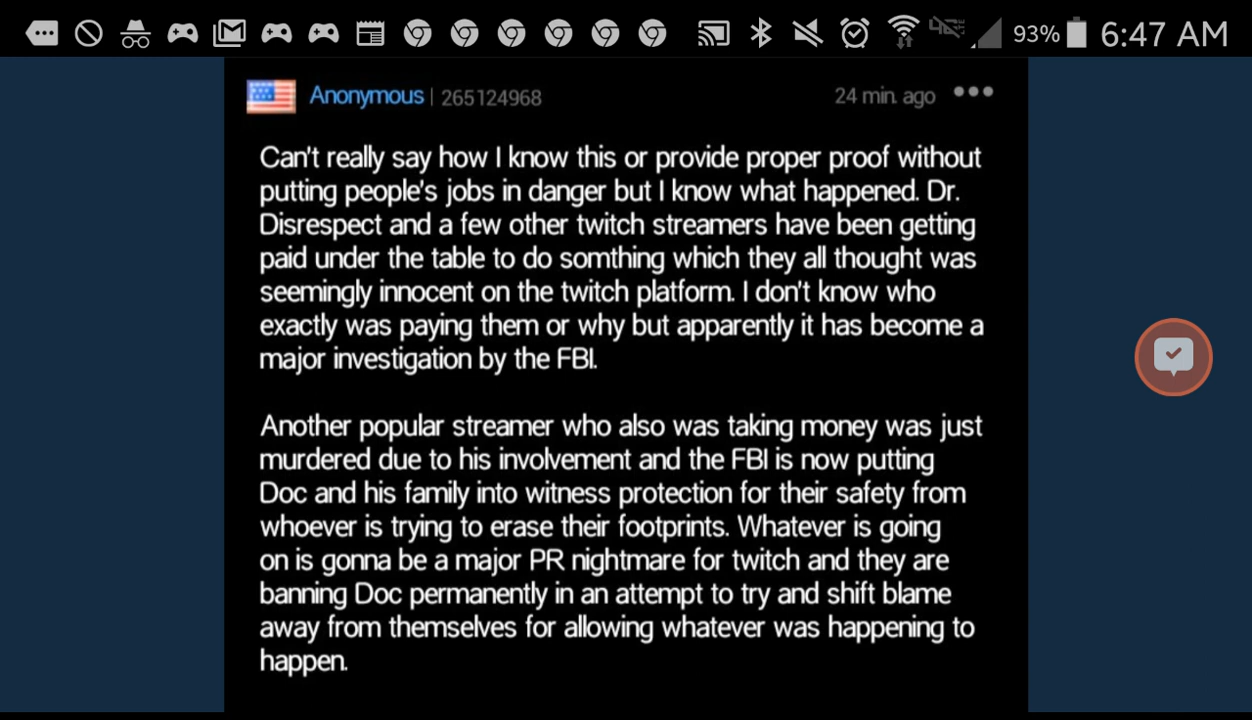 93% 6:47 AM
Anonymous | 265124968 24 min. ago
Can't really say how I know this or provide proper proof without
putting people's jobs in danger but I know what happened. Dr.
Disrespect and a few other twitch streamers have been getting
paid under the table to do somthing which they all thought was
seemingly innocent on the twitch platform. I don't know who
exactly was paying them or why but apparently it has become a
major investigation by the FBI.
Another popular streamer who also was taking money was just
murdered due to his involvement and the FBI is now putting
Doc and his family into witness protection for their safety from
whoever is trying to erase their footprints. Whatever is going
on is gonna be a major PR nightmare for twitch and they are
banning Doc permanently in an attempt to try and shift blame
away from themselves for allowing whatever was happening to
happen.